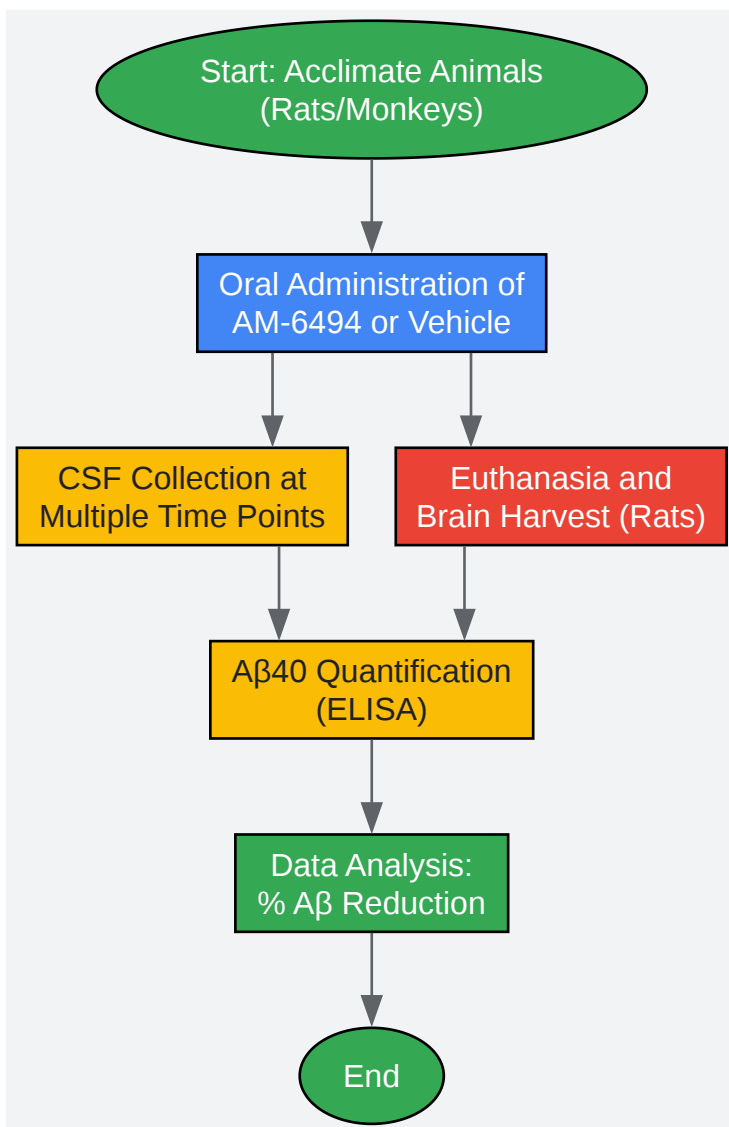 Start: Acclimate Animals
(Rats/Monkeys)
Oral Administration of
AM-6494 or Vehicle
CSF Collection at
Multiple Time Points
Euthanasia and
Brain Harvest (Rats)
Aβ40 Quantification
(ELISA)
Data Analysis:
% Aβ Reduction
End